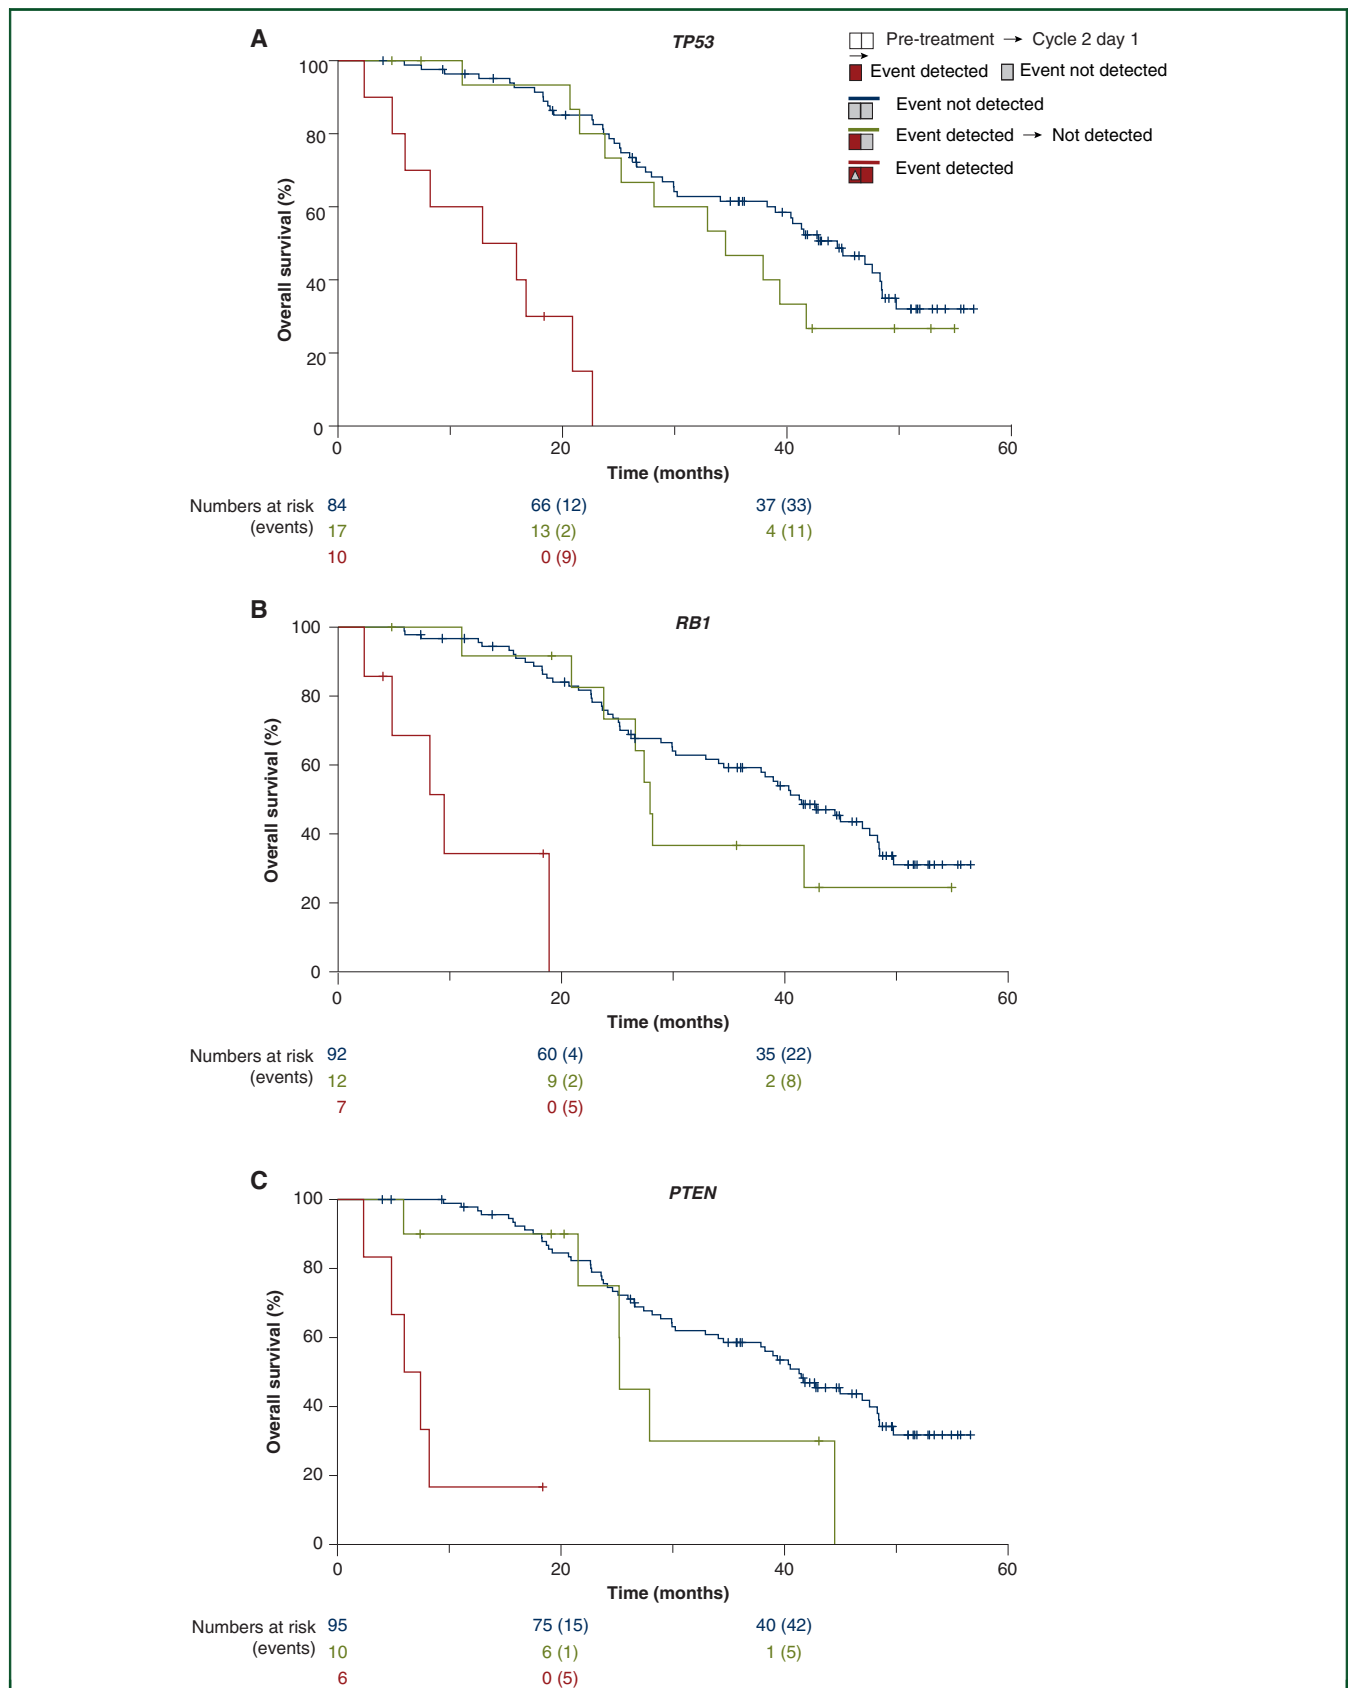 A
TP53
Pre-treatment → Cycle 2 day 1
→
Event detected Event not detected
Event not detected
Event detected → Not detected
Event detected
100
80
60
40
20
0
Overall survival (%)
0 20 40 60
Time (months)
Numbers at risk 84 66 (12) 37 (33)
(events) 17 13 (2) 4 (11)
10 0 (9)
B
RB1
100
80
60
40
20
0
Overall survival (%)
0 20 40 60
Time (months)
Numbers at risk 92 60 (4) 35 (22)
(events) 12 9 (2) 2 (8)
7 0 (5)
C
PTEN
100
80
60
40
20
0
Overall survival (%)
0 20 40 60
Time (months)
Numbers at risk 95 75 (15) 40 (42)
(events) 10 6 (1) 1 (5)
6 0 (5)